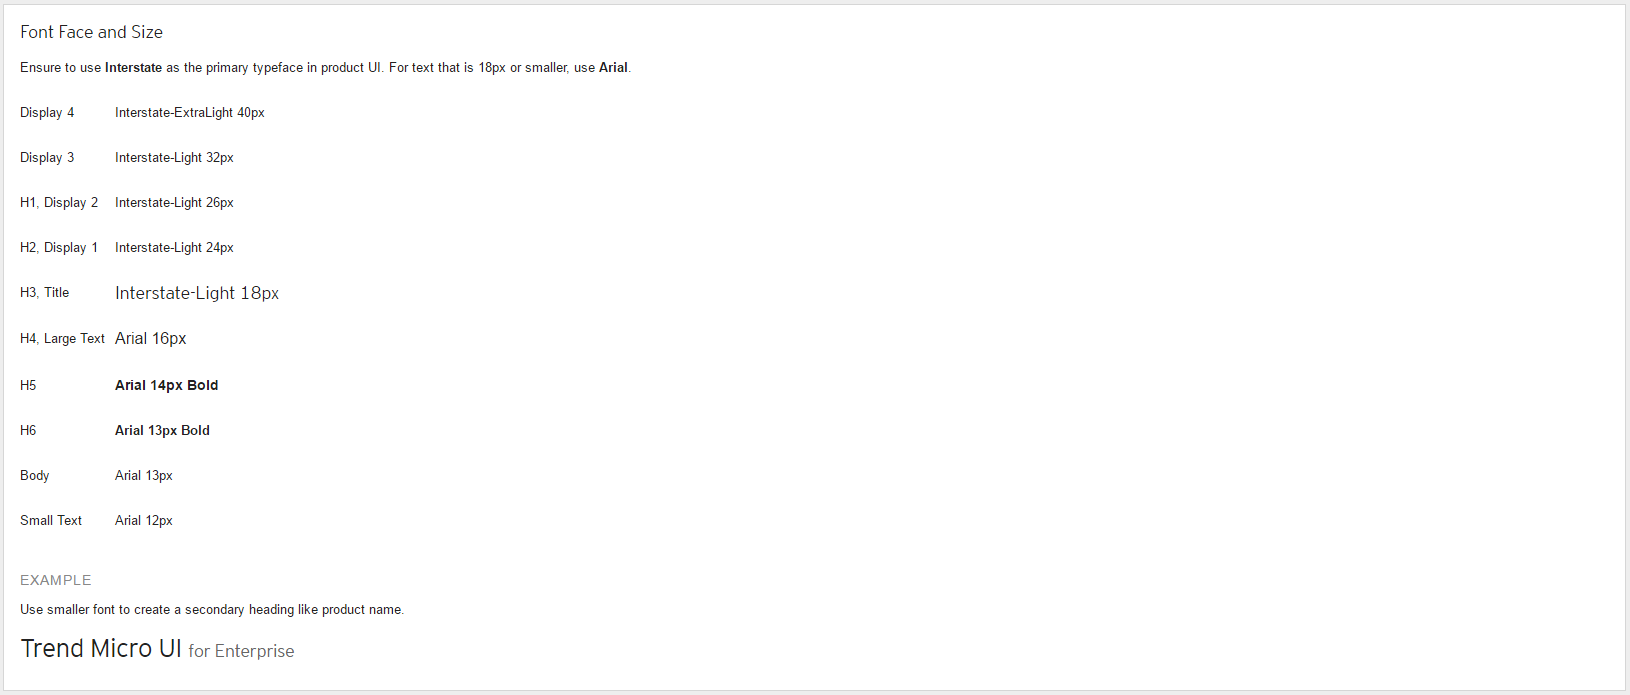 Font Face and Size
Ensure to use Interstate as the primary typeface in product UI. For text that is 18px or smaller, use Arial.
Display 4 Interstate-ExtraLight 40px
Display 3 Interstate-Light 32px
H1, Display 2 Interstate-Light 26px
H2, Display 1 Interstate-Light 24px
H3, Title Interstate-Light 18px
H4, Large Text Arial 16px
H5 Arial 14px Bold
H6 Arial 13px Bold
Body Arial 13px
Small Text Arial 12px
EXAMPLE
Use smaller font to create a secondary heading like product name.
Trend Micro UI for Enterprise